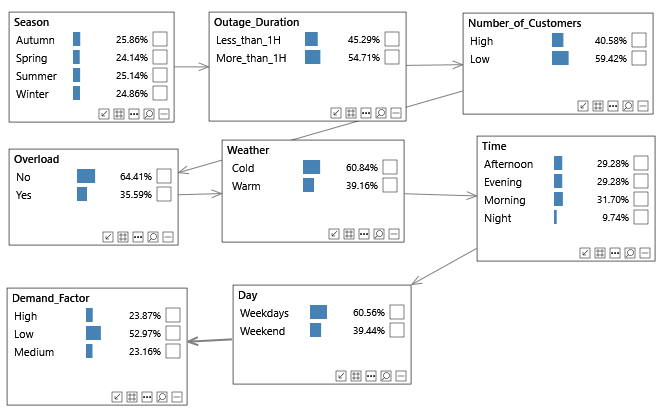 Season
Autumn 25.86%
Spring 24.14%
Summer 25.14%
Winter 24.86%
Outage_Duration
Less_than_1H 45.29%
More_than_1H 54.71%
Number_of_Customers
High 40.58%
Low 59.42%
Overload
No 64.41%
Yes 35.59%
Weather
Cold 60.84%
Warm 39.16%
Time
Afternoon 29.28%
Evening 29.28%
Morning 31.70%
Night 9.74%
Demand_Factor
High 23.87%
Low 52.97%
Medium 23.16%
Day
Weekdays 60.56%
Weekend 39.44%